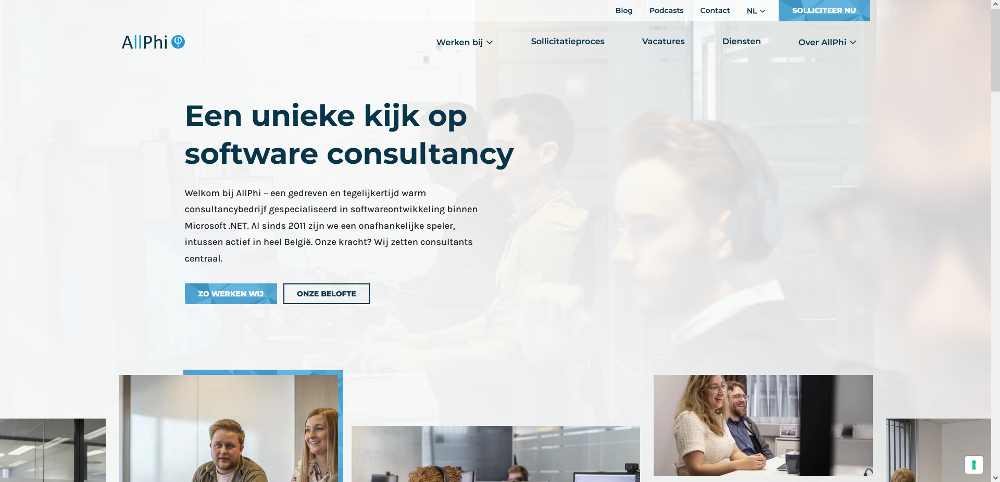 Blog
Podcasts
Contact
NL
SOLLICITEER NU
AllPhi φ
Werken bij
Sollicitatieproces
Vacatures
Diensten
Over AllPhi
Een unieke kijk op
software consultancy
Welkom bij AllPhi – een gedreven en tegelijkertijd warm
consultancybedrijf gespecialiseerd in softwareontwikkeling binnen
Microsoft .NET. Al sinds 2011 zijn we een onafhankelijke speler,
intussen actief in heel België. Onze kracht? Wij zetten consultants
centraal.
ZO WERKEN WIJ
ONZE BELOFTE